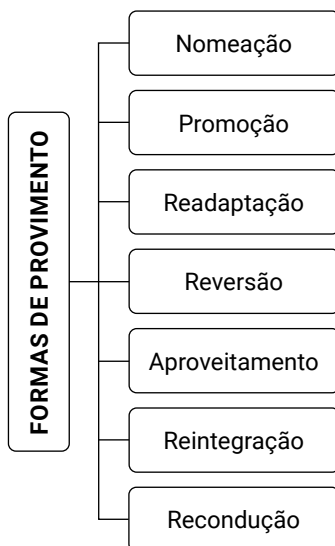 FORMAS DE PROVIMENTO
Nomeação
Promoção
Readaptação
Reversão
Aproveitamento
Reintegração
Recondução